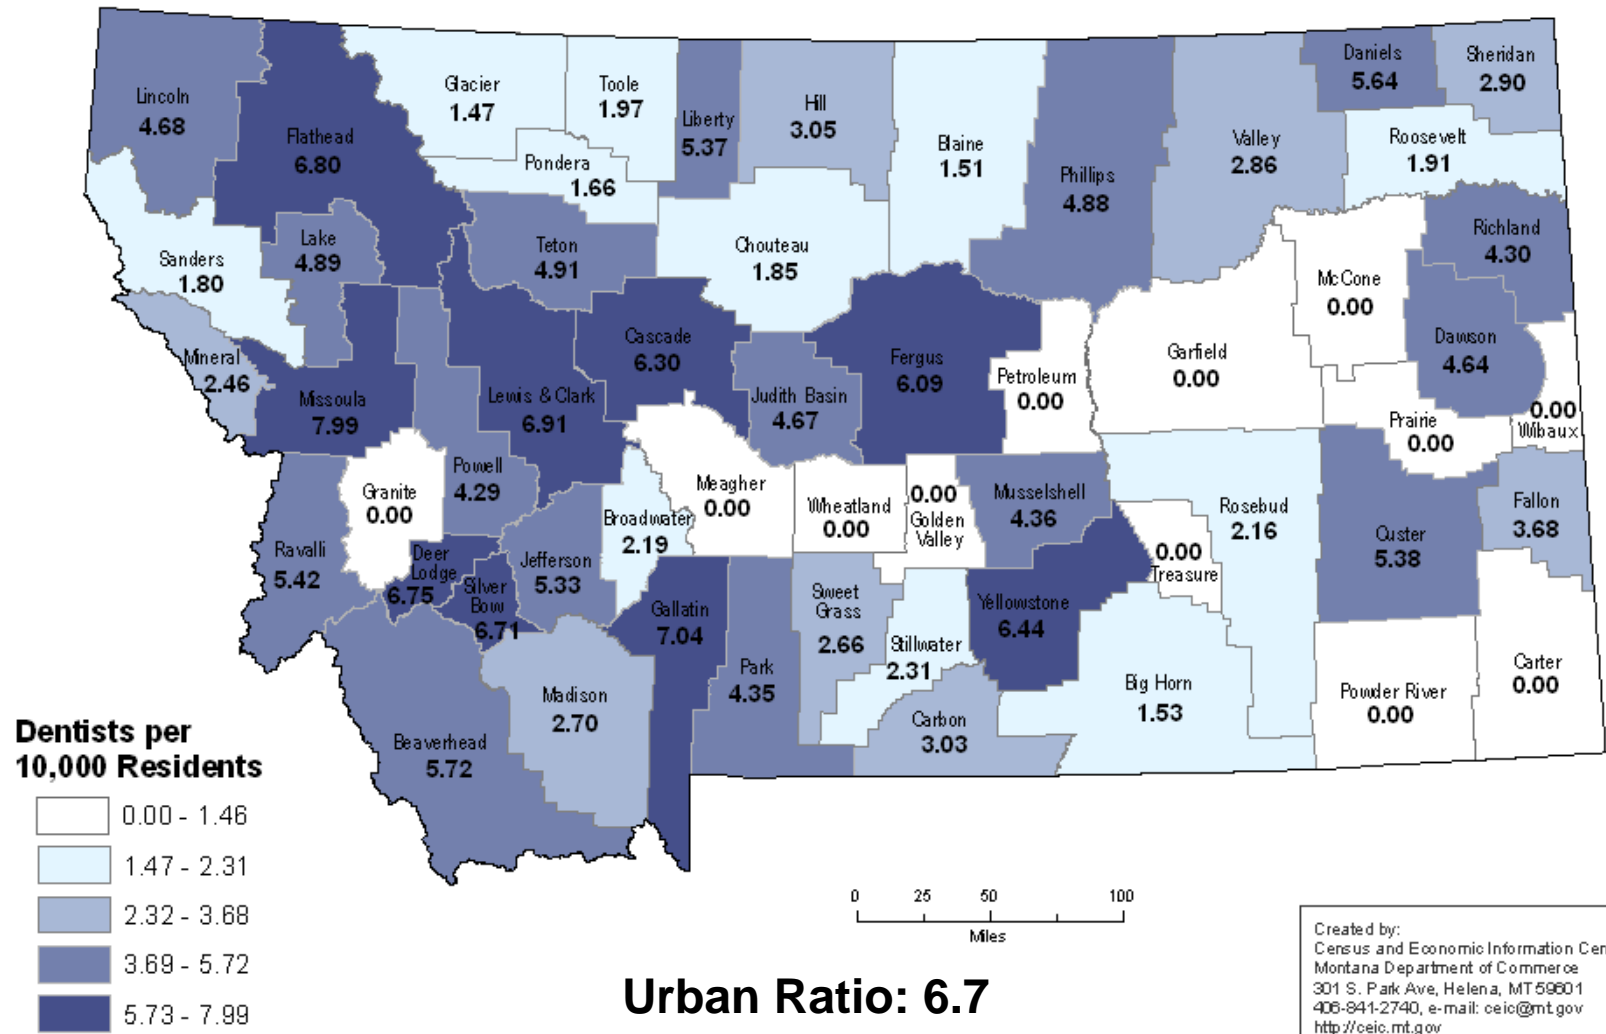 Lincoln
4.68
Flathead
6.80
Glacier
1.47
Toole
1.97
Liberty
5.37
Hill
3.05
Blaine
1.51
Phillips
4.88
Valley
2.86
Daniels
5.64
Sheridan
2.90
Roosevelt
1.91
Pondera
1.66
Sanders
1.80
Lake
4.89
Teton
4.91
Chouteau
1.85
Richland
4.30
McCone
0.00
Mineral
2.46
Missoula
7.99
Lewis & Clark
6.91
Cascade
6.30
Judith Basin
4.67
Fergus
6.09
Petroleum
0.00
Garfield
0.00
Dawson
4.64
Prairie
0.00
0.00
Wibaux
Granite
0.00
Powell
4.29
Meagher
0.00
Wheatland
0.00
0.00
Golden
Valley
Musselshell
4.36
Rosebud
2.16
Custer
5.38
Fallon
3.68
Ravalli
5.42
Deer
Lodge
6.75
Silver
Bow
6.71
Jefferson
5.33
Broadwater
2.19
Gallatin
7.04
Park
4.35
Sweet
Grass
2.66
Stillwater
2.31
Yellowstone
6.44
0.00
Treasure
Big Horn
1.53
Powder River
0.00
Carter
0.00
Beaverhead
5.72
Madison
2.70
Carbon
3.03
Dentists per
10,000 Residents
0.00 - 1.46
1.47 - 2.31
2.32 - 3.68
3.69 - 5.72
5.73 - 7.99
0 25 50 100
Miles
Urban Ratio: 6.7
Created by:
Census and Economic Information Cen
Montana Department of Commerce
301 S. Park Ave, Helena, MT 59601
406-841-2740, e-mail: ceic@mt.gov
http://ceic.mt.gov